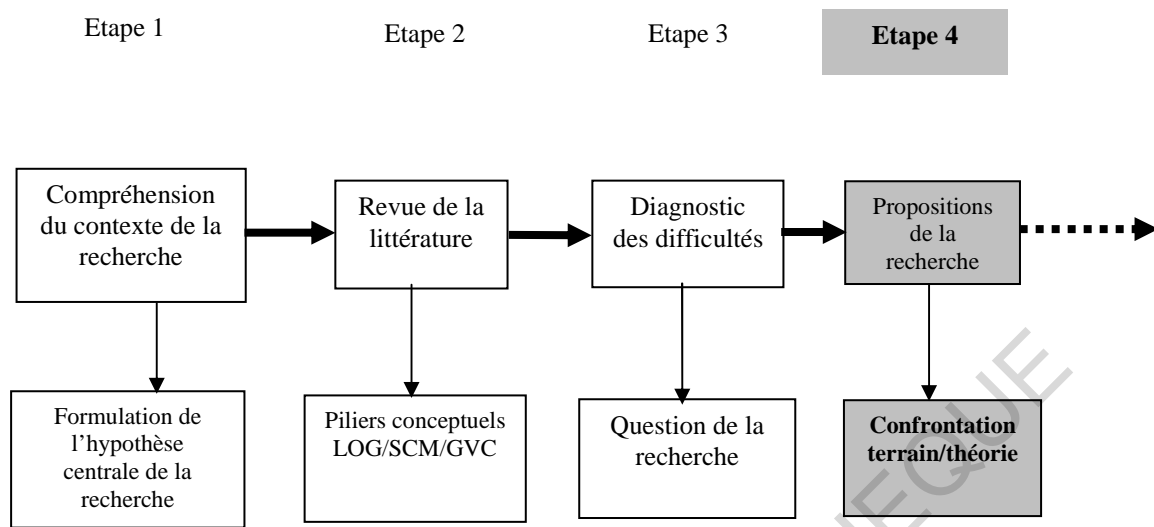 Etape 1
Etape 2
Etape 3
Etape 4
Compréhension
du contexte de la
recherche
Revue de la
littérature
Diagnostic
des difficultés
Propositions
de la
recherche
Formulation de
l’hypothèse
centrale de la
recherche
Piliers conceptuels
LOG/SCM/GVC
Question de la
recherche
Confrontation
terrain/théorie